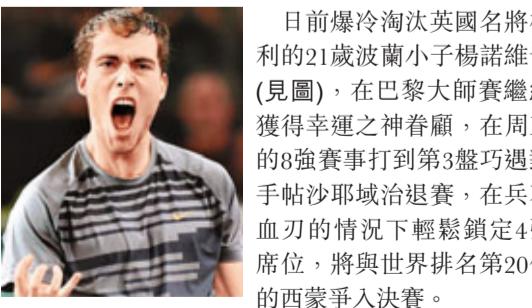 日前爆冷淘汰英國名將
利的21歲波蘭小子楊諾維
(見圖)，在巴黎大師賽繼
獲得幸運之神眷顧，在周
的8強賽事打到第3盤巧遇
手帖沙耶域治退賽，在兵
血刃的情況下輕鬆鎖定4
席位，將與世界排名第20
的西蒙爭入決賽。